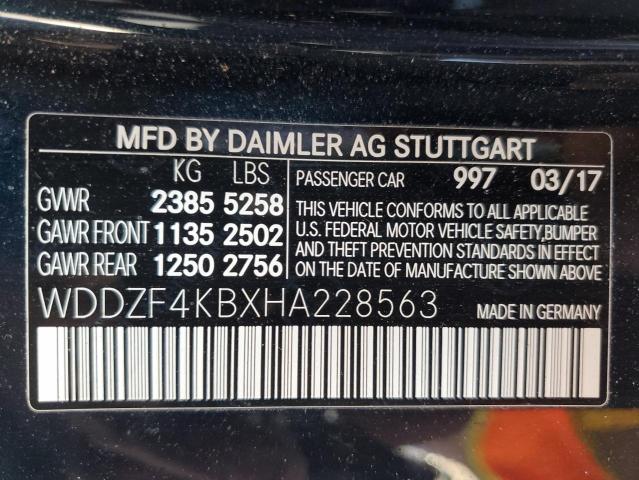 MFD BY DAIMLER AG STUTTGART
KG LBS
GVWR 2385 5258
GAWR FRONT 1135 2502
GAWR REAR 1250 2756
PASSENGER CAR 997 03/17
THIS VEHICLE CONFORMS TO ALL APPLICABLE
U.S. FEDERAL MOTOR VEHICLE SAFETY,BUMPER
AND THEFT PREVENTION STANDARDS IN EFFECT
ON DATE OF MANUFACTURE SHOWN ABOVE
WDDZF4KBXHA228563
MADE IN GERMANY